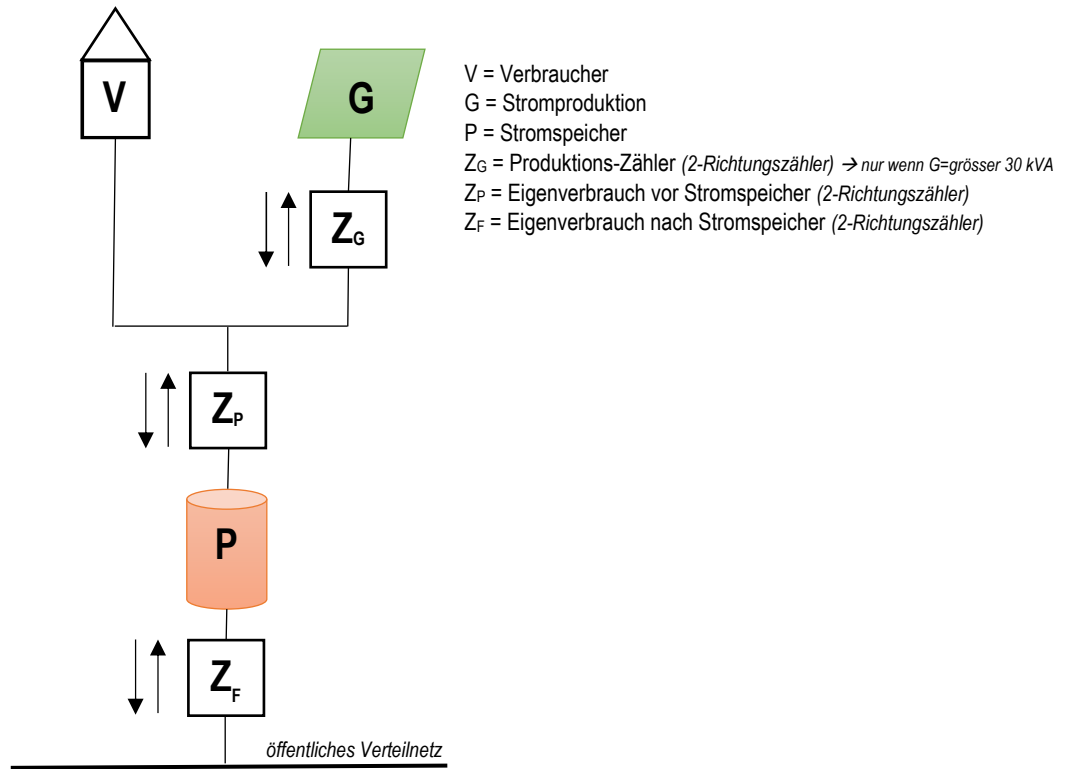 V
G
V = Verbraucher
G = Stromproduktion
P = Stromspeicher
ZG = Produktions-Zähler (2-Richtungszähler) → nur wenn G=grösser 30 kVA
ZP = Eigenverbrauch vor Stromspeicher (2-Richtungszähler)
ZF = Eigenverbrauch nach Stromspeicher (2-Richtungszähler)
ZG
ZP
P
ZF
öffentliches Verteilnetz